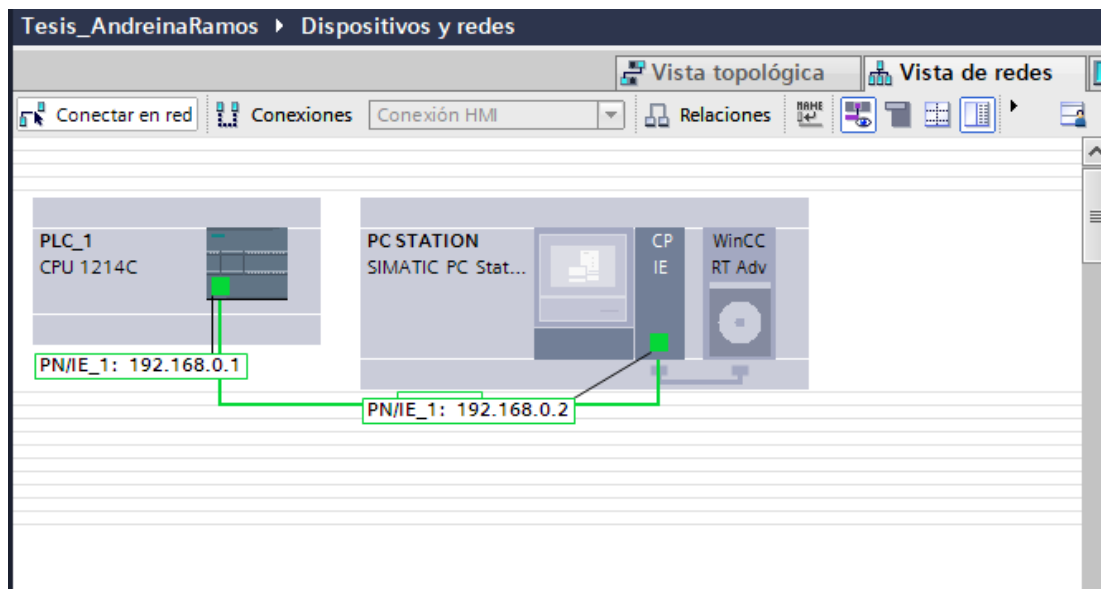 Tesis_AndreinaRamos ▸ Dispositivos y redes
Vista topológica Vista de redes
Conectar en red Conexiones Conexión HMI Relaciones NAME
PLC_1
CPU 1214C
PC STATION
SIMATIC PC Stat...
CP
IE
WinCC
RT Adv
PN/IE_1: 192.168.0.1
PN/IE_1: 192.168.0.2